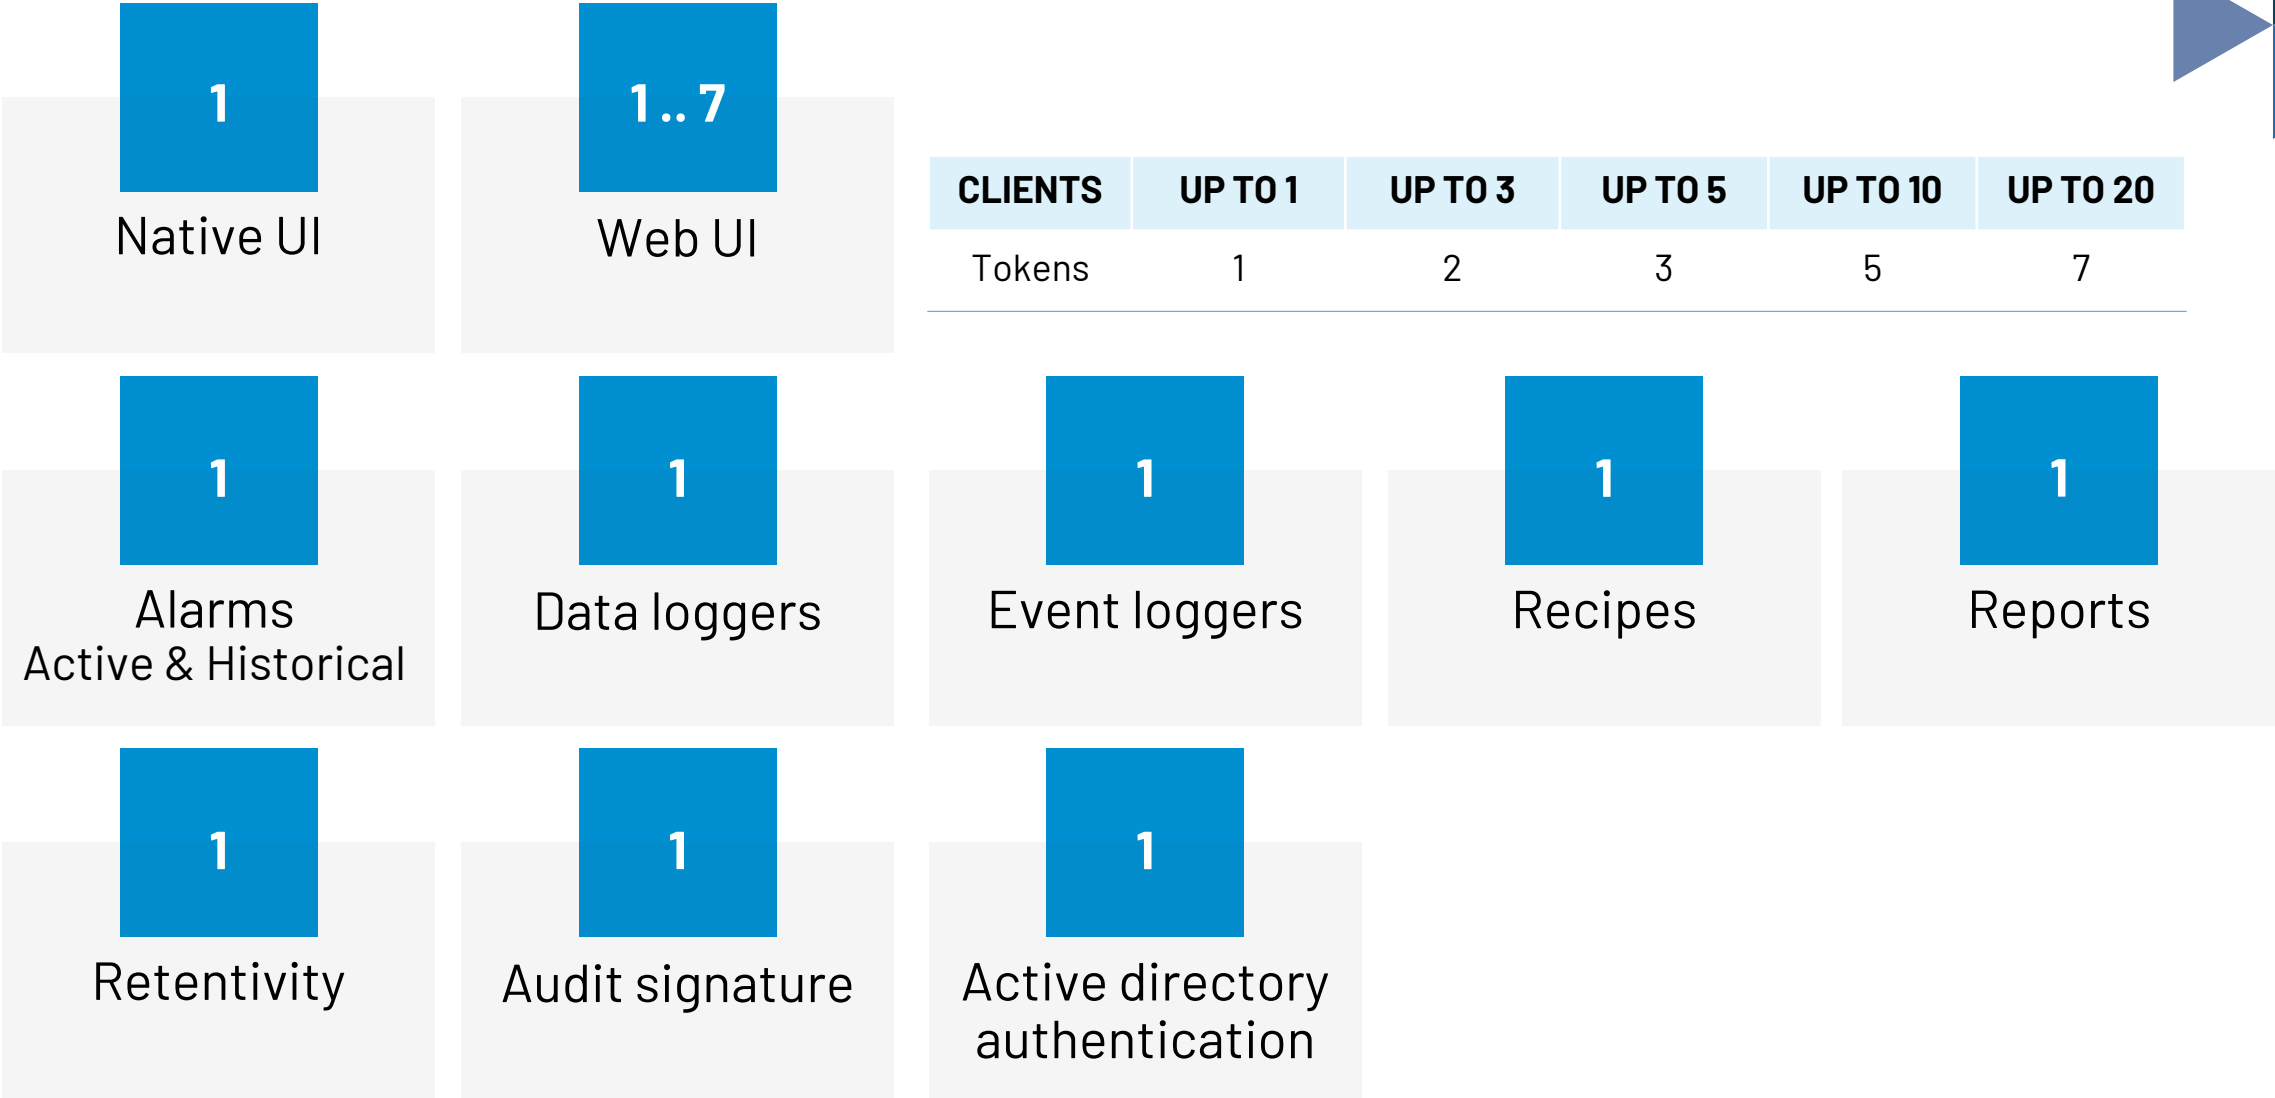 1
Native UI
1 .. 7
Web UI
CLIENTS UP TO 1 UP TO 3 UP TO 5 UP TO 10 UP TO 20
Tokens 1 2 3 5 7
1
Alarms
Active & Historical
1
Data loggers
1
Event loggers
1
Recipes
1
Reports
1
Retentivity
1
Audit signature
1
Active directory
authentication